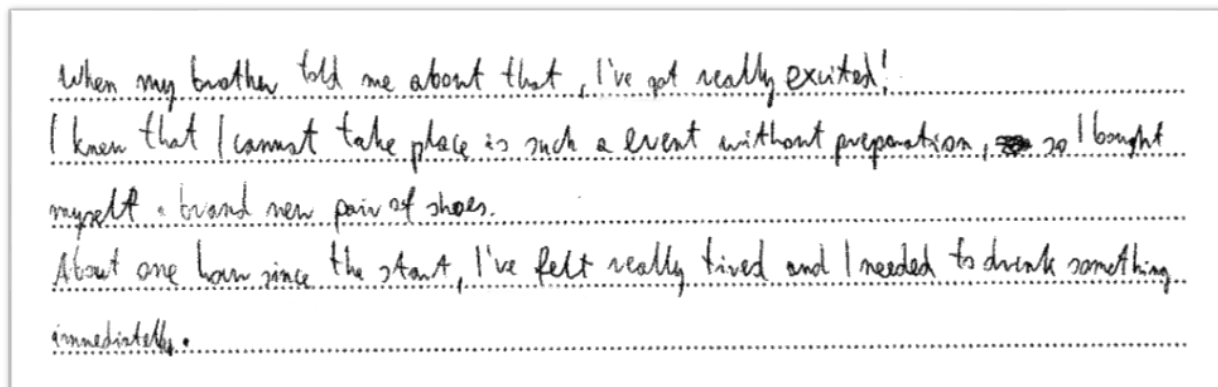 When my brother told me about that, I've got really excited!
I knew that I cannot take place is such a event without preparation, so I bought
myself a brand new pair of shoes.
About one hour since the start, I've felt really tired and I needed to drink something
immediatelly.